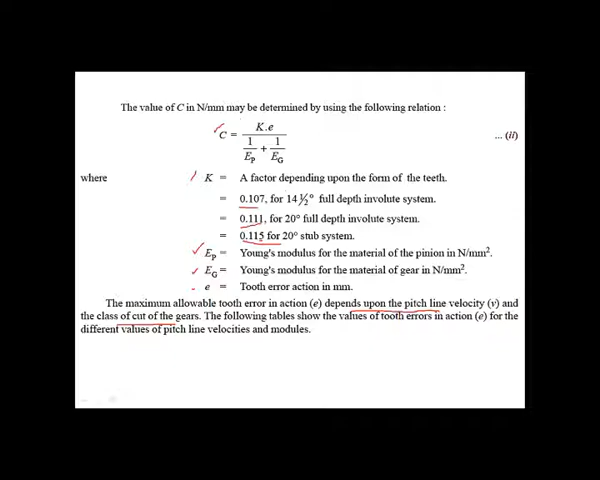 The value of C in N/mm may be determined by using the following relation :
C = K.e / (1/E_P + 1/E_G) ... (ii)
where K = A factor depending upon the form of the teeth.
= 0.107, for 14 ½° full depth involute system.
= 0.111, for 20° full depth involute system.
= 0.115 for 20° stub system.
E_P = Young's modulus for the material of the pinion in N/mm².
E_G = Young's modulus for the material of gear in N/mm².
e = Tooth error action in mm.
The maximum allowable tooth error in action (e) depends upon the pitch line velocity (v) and
the class of cut of the gears. The following tables show the values of tooth errors in action (e) for the
different values of pitch line velocities and modules.